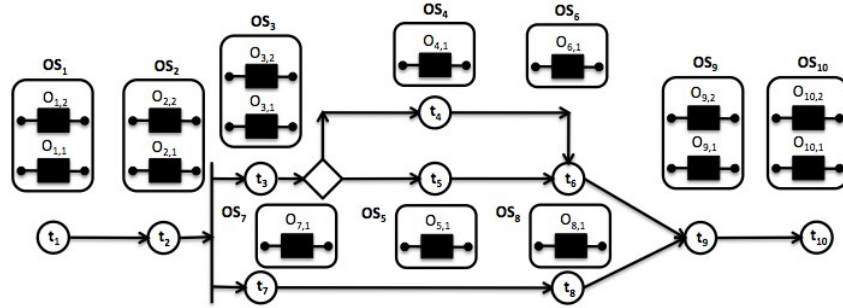 OS₄
OS₆
OS₃
OS₁
OS₂
OS₉
OS₁₀
O₄,₁
O₆,₁
O₃,₂
O₃,₁
O₁,₂
O₂,₂
O₉,₂
O₁₀,₂
O₁,₁
O₂,₁
O₉,₁
O₁₀,₁
t₄
t₃
t₅
t₆
OS₇
O₇,₁
OS₅
O₅,₁
OS₈
O₈,₁
t₁
t₂
t₉
t₁₀
t₇
t₈